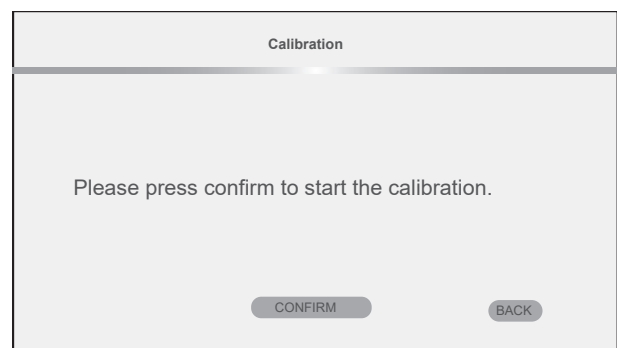 Calibration
Please press confirm to start the calibration.
CONFIRM
BACK